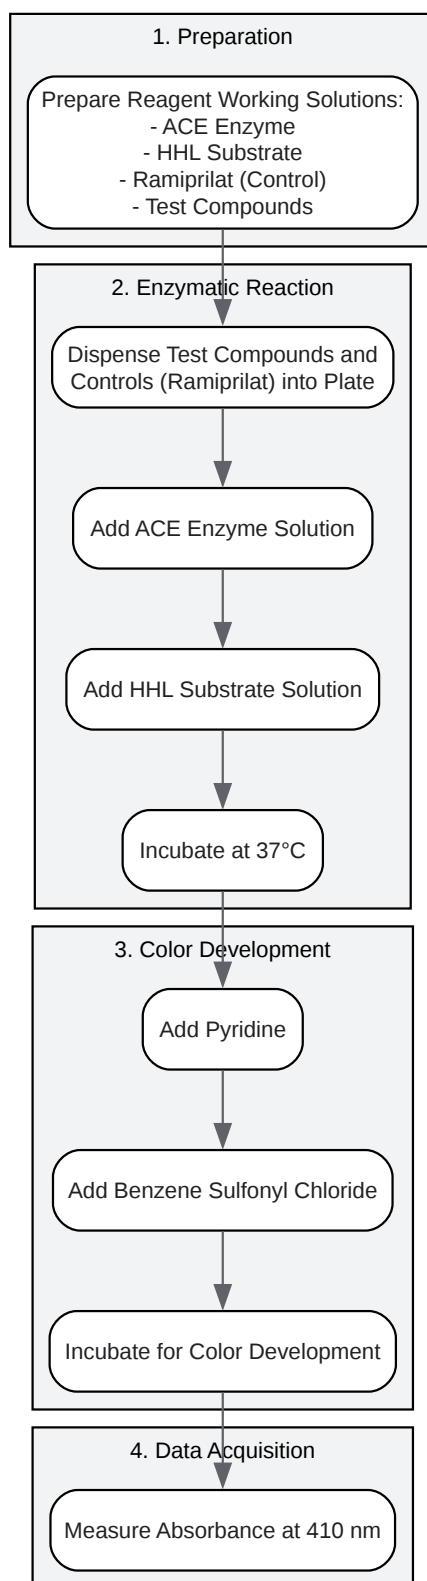 1. Preparation
Prepare Reagent Working Solutions:
- ACE Enzyme
- HHL Substrate
- Ramiprilat (Control)
- Test Compounds
2. Enzymatic Reaction
Dispense Test Compounds and
Controls (Ramiprilat) into Plate
Add ACE Enzyme Solution
Add HHL Substrate Solution
Incubate at 37°C
3. Color Development
Add Pyridine
Add Benzene Sulfonyl Chloride
Incubate for Color Development
4. Data Acquisition
Measure Absorbance at 410 nm